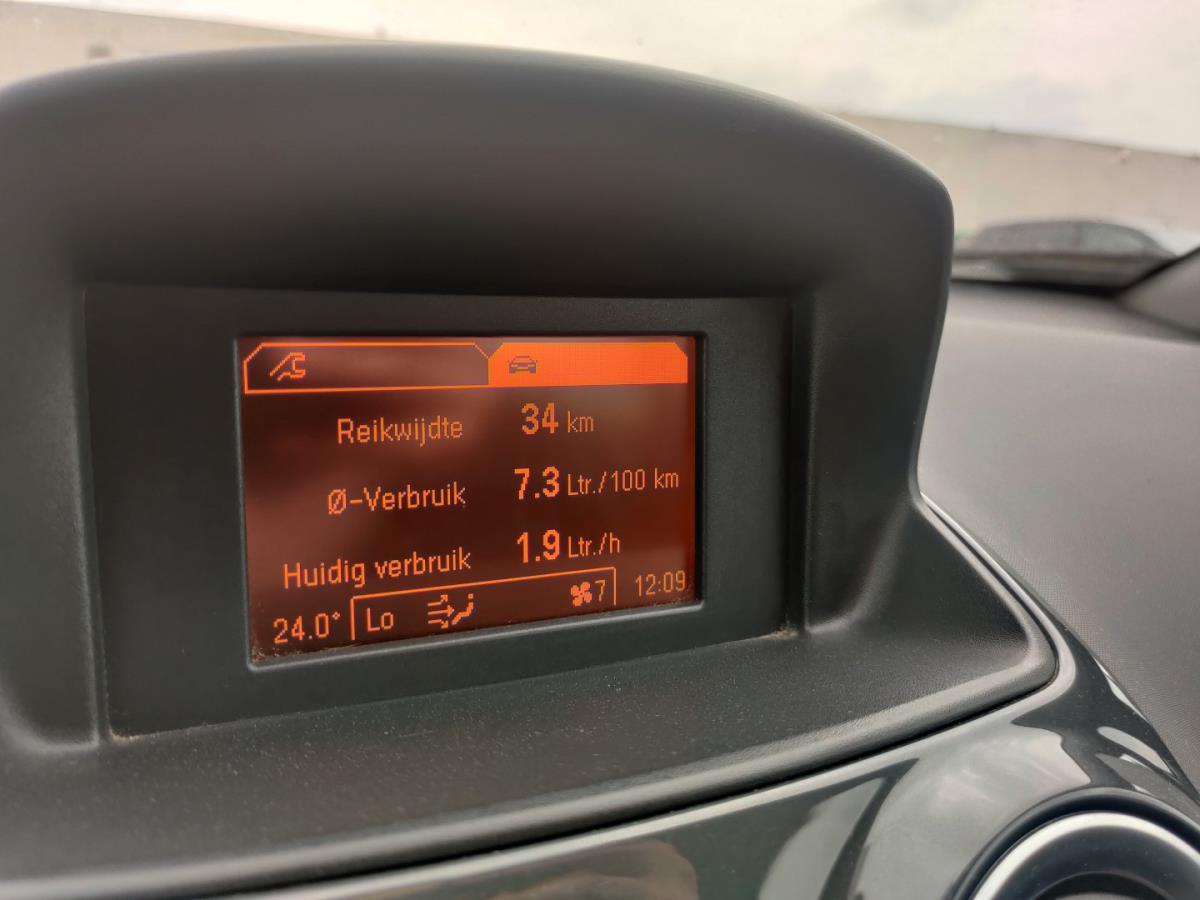 Reikwijdte 34 km
Ø-Verbruik 7.3 Ltr./100 km
Huidig verbruik 1.9 Ltr./h
24.0° Lo 7 12:09